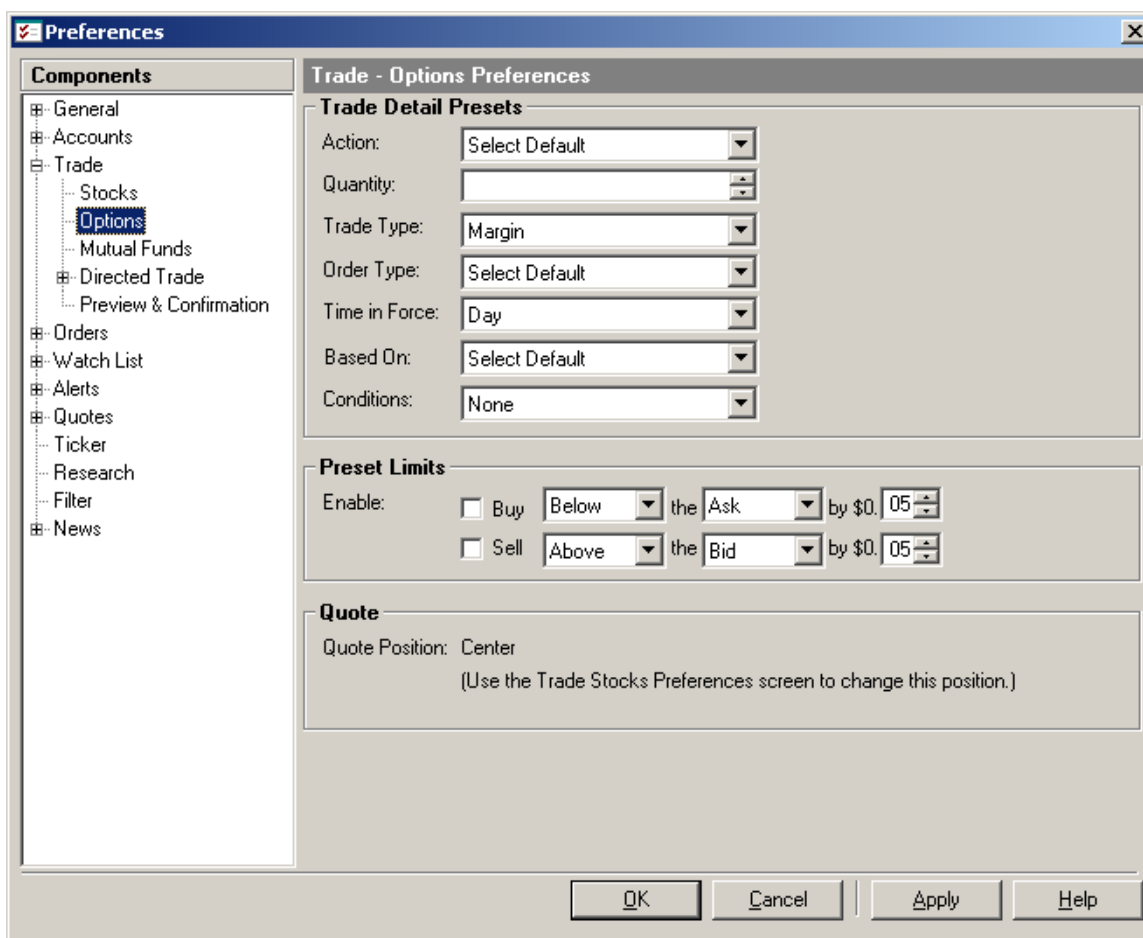 Preferences
Components
General
Accounts
Trade
Stocks
Options
Mutual Funds
Directed Trade
Preview & Confirmation
Orders
Watch List
Alerts
Quotes
Ticker
Research
Filter
News
Trade - Options Preferences
Trade Detail Presets
Action: Select Default
Quantity:
Trade Type: Margin
Order Type: Select Default
Time in Force: Day
Based On: Select Default
Conditions: None
Preset Limits
Enable: Buy Below the Ask by $0. 05
Sell Above the Bid by $0. 05
Quote
Quote Position: Center
(Use the Trade Stocks Preferences screen to change this position.)
OK Cancel Apply Help